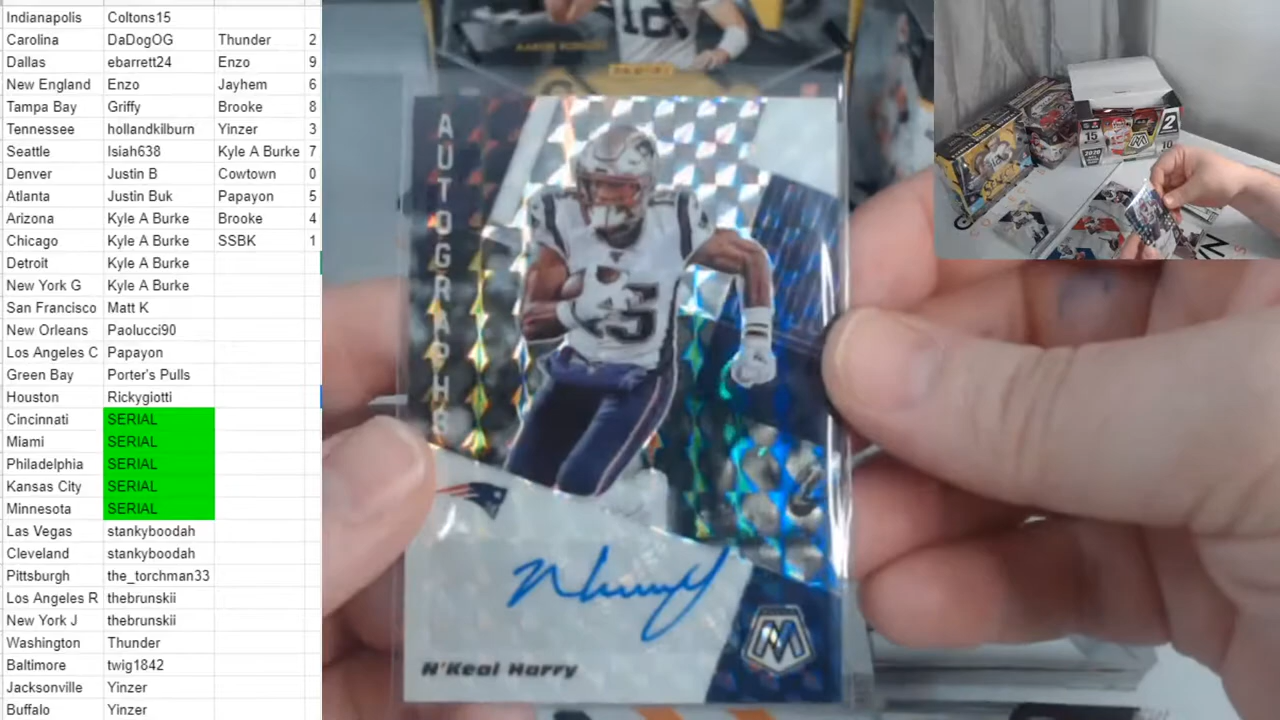 Indianapolis Coltons15
Carolina DaDogOG Thunder 2
Dallas ebarrett24 Enzo 9
New England Enzo Jayhem 6
Tampa Bay Griffy Brooke 8
Tennessee hollandkilburn Yinzer 3
Seattle Isiah638 Kyle A Burke 7
Denver Justin B Cowtown 0
Atlanta Justin Buk Papayon 5
Arizona Kyle A Burke Brooke 4
Chicago Kyle A Burke SSBK 1
Detroit Kyle A Burke
New York G Kyle A Burke
San Francisco Matt K
New Orleans Paolucci90
Los Angeles C Papayon
Green Bay Porter's Pulls
Houston Rickygiotti
Cincinnati SERIAL
Miami SERIAL
Philadelphia SERIAL
Kansas City SERIAL
Minnesota SERIAL
Las Vegas stankyboodah
Cleveland stankyboodah
Pittsburgh the_torchman33
Los Angeles R thebrunskii
New York J thebrunskii
Washington Thunder
Baltimore twig1842
Jacksonville Yinzer
Buffalo Yinzer
AUTOGRAPHS
15
N'Keal Harry
M
15
2
10